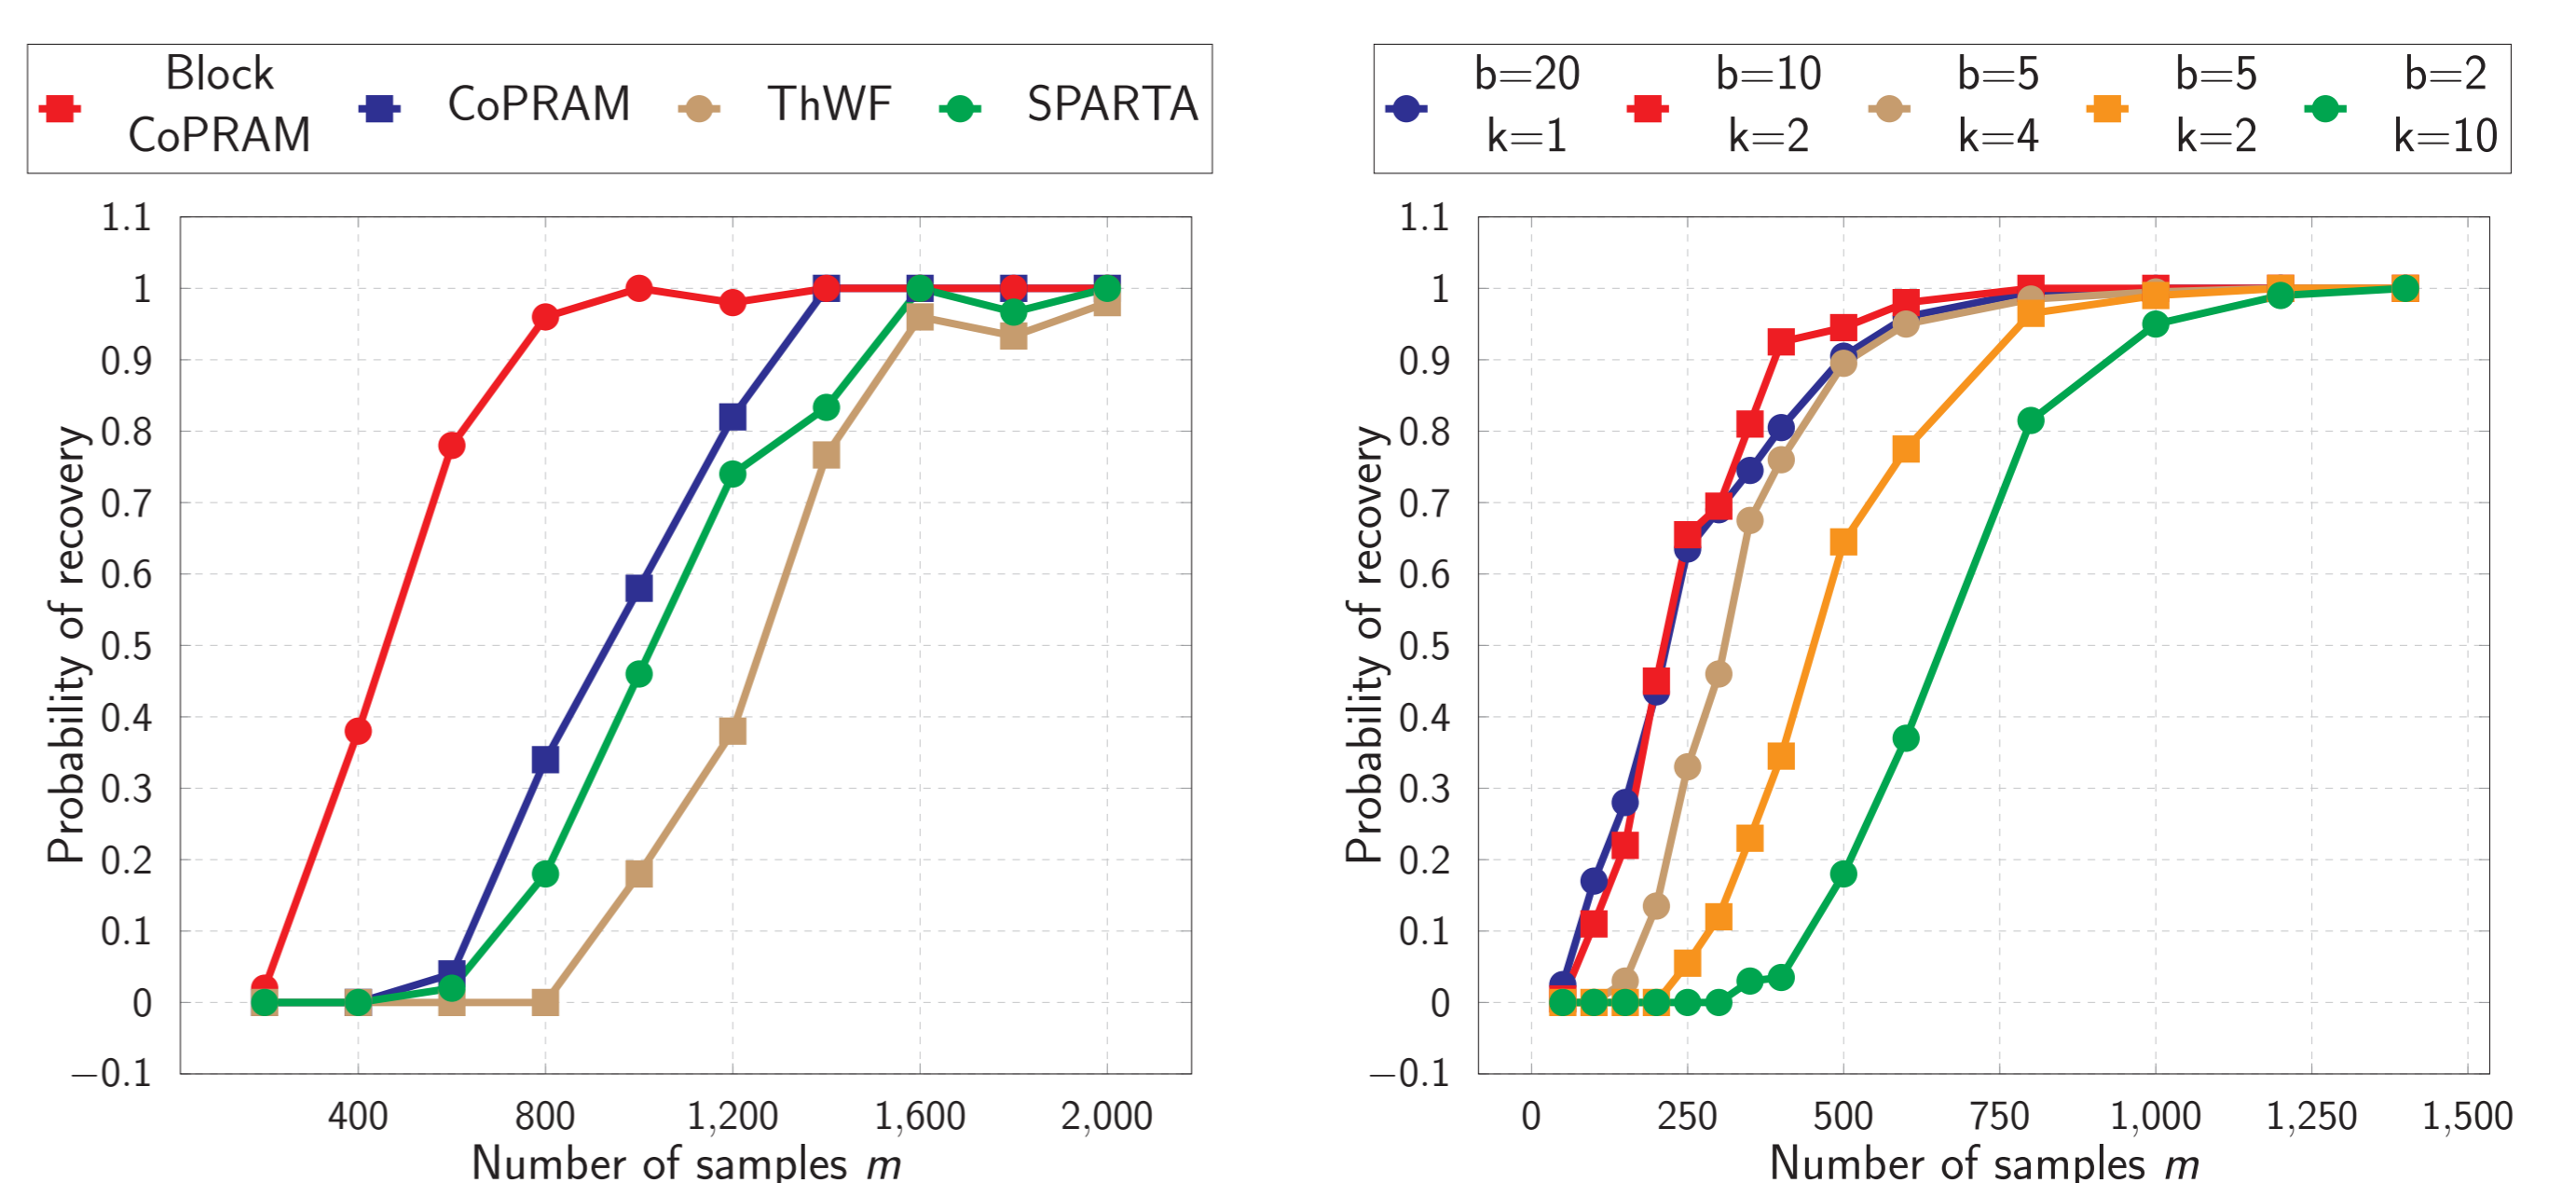 Block
CoPRAM
CoPRAM
ThWF
SPARTA
1.1
1
0.9
0.8
0.7
0.6
0.5
0.4
0.3
0.2
0.1
0
−0.1
Probability of recovery
400 800 1,200 1,600 2,000
Number of samples m
b=20
k=1
b=10
k=2
b=5
k=4
b=5
k=2
b=2
k=10
1.1
1
0.9
0.8
0.7
0.6
0.5
0.4
0.3
0.2
0.1
0
−0.1
Probability of recovery
0 250 500 750 1,000 1,250 1,500
Number of samples m